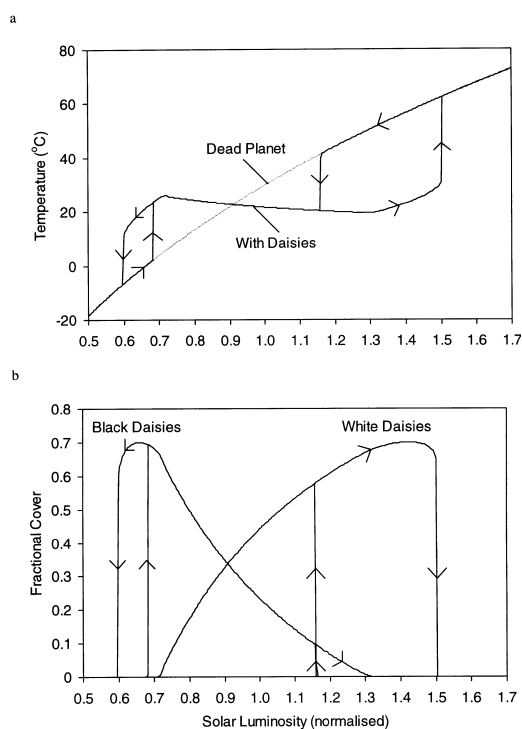 a
80
60
40
20
0
-20
Temperature (°C)
Dead Planet
With Daisies
0.5 0.6 0.7 0.8 0.9 1.0 1.1 1.2 1.3 1.4 1.5 1.6 1.7
b
0.8
0.7
0.6
0.5
0.4
0.3
0.2
0.1
0
Fractional Cover
Black Daisies
White Daisies
0.5 0.6 0.7 0.8 0.9 1.0 1.1 1.2 1.3 1.4 1.5 1.6 1.7
Solar Luminosity (normalised)